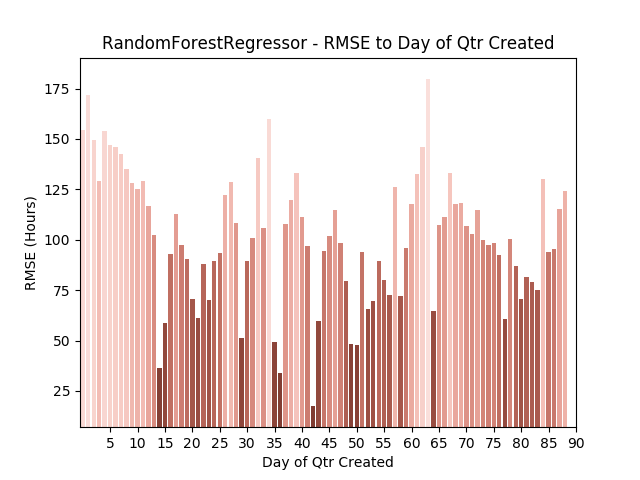 RandomForestRegressor - RMSE to Day of Qtr Created
175
150
125
100
75
50
25
RMSE (Hours)
5 10 15 20 25 30 35 40 45 50 55 60 65 70 75 80 85 90
Day of Qtr Created